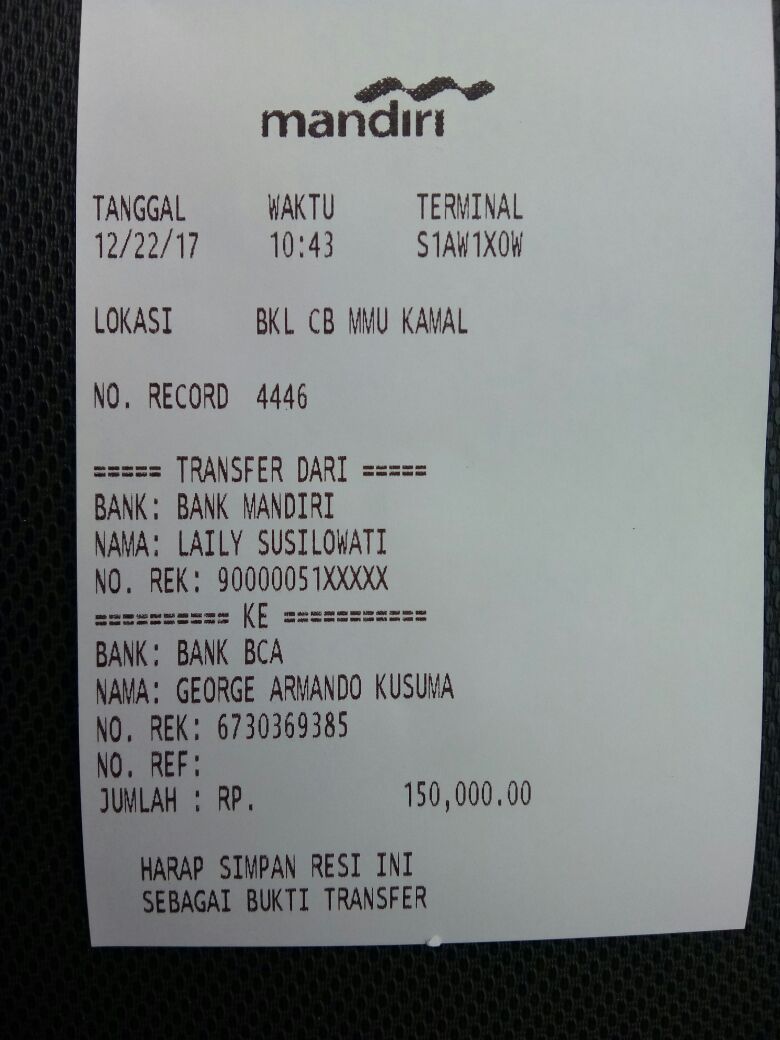 mandiri
TANGGAL WAKTU TERMINAL
12/22/17 10:43 S1AW1X0W
LOKASI BKL CB MMU KAMAL
NO. RECORD 4446
===== TRANSFER DARI =====
BANK: BANK MANDIRI
NAMA: LAILY SUSILOWATI
NO. REK: 90000051XXXXX
========== KE ===========
BANK: BANK BCA
NAMA: GEORGE ARMANDO KUSUMA
NO. REK: 6730369385
NO. REF:
JUMLAH : RP. 150,000.00
HARAP SIMPAN RESI INI
SEBAGAI BUKTI TRANSFER